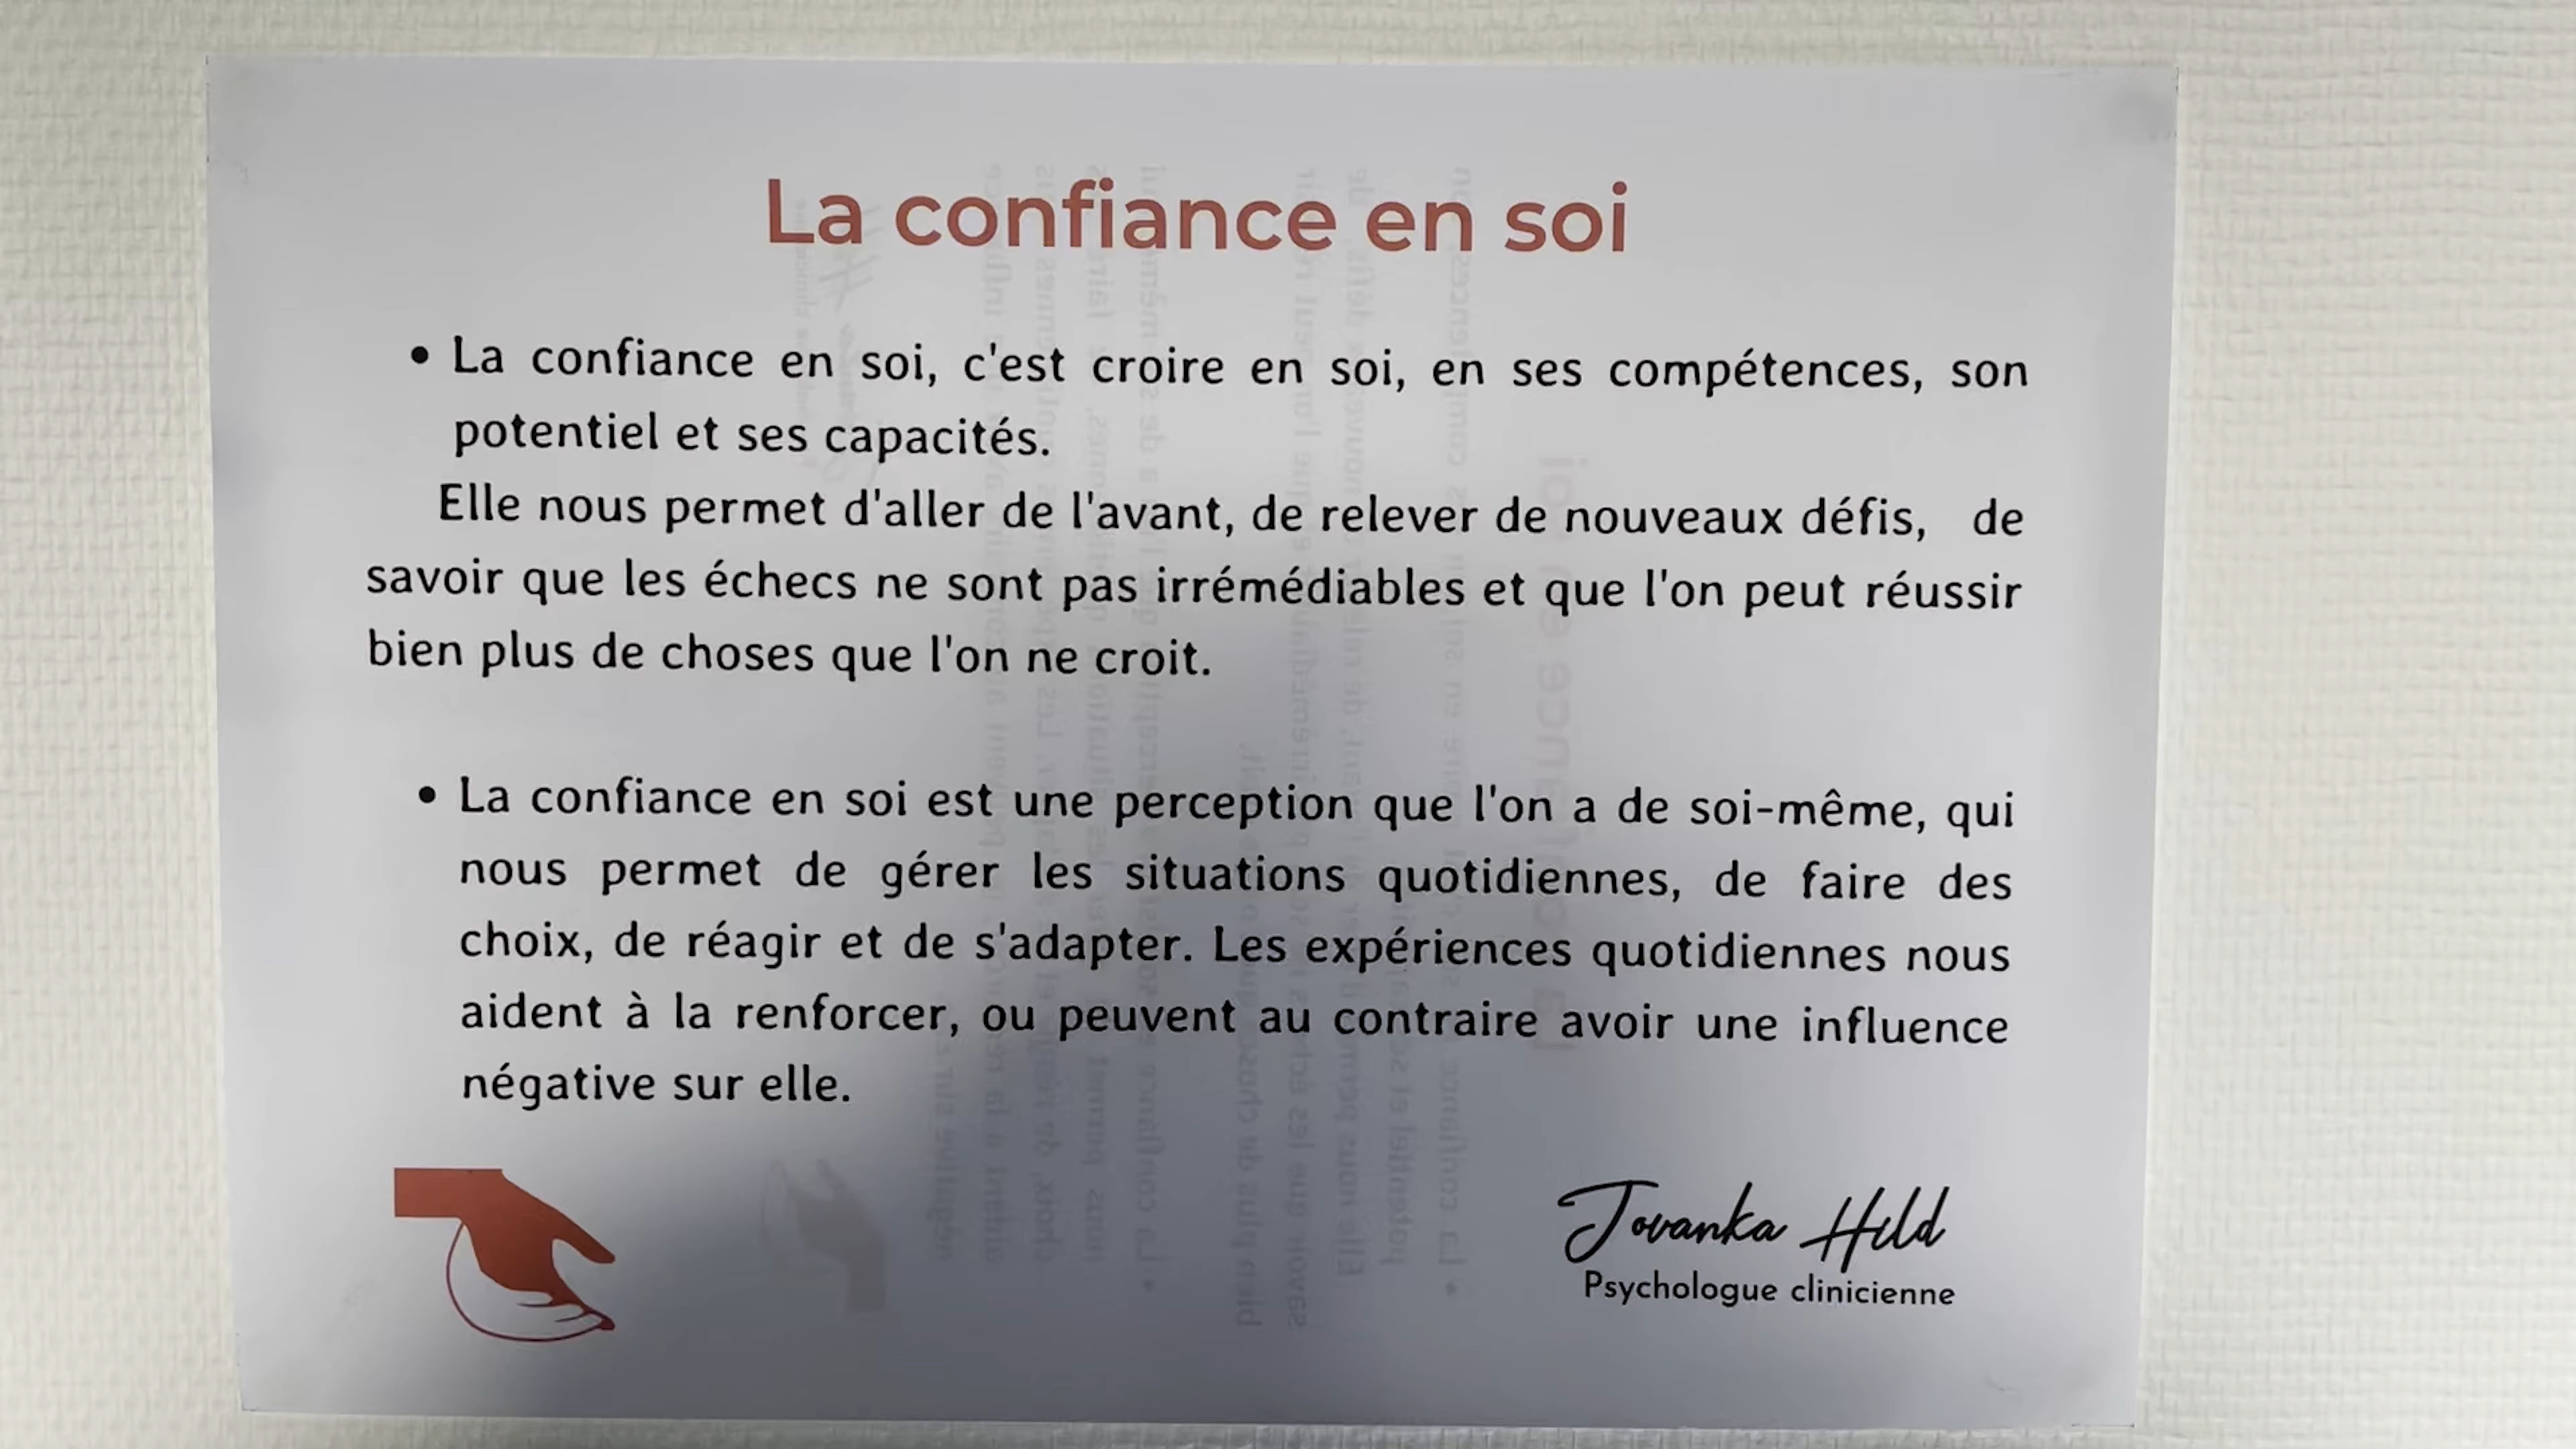 La confiance en soi
• La confiance en soi, c'est croire en soi, en ses compétences, son
potentiel et ses capacités.
Elle nous permet d'aller de l'avant, de relever de nouveaux défis, de
savoir que les échecs ne sont pas irrémédiables et que l'on peut réussir
bien plus de choses que l'on ne croit.
• La confiance en soi est une perception que l'on a de soi-même, qui
nous permet de gérer les situations quotidiennes, de faire des
choix, de réagir et de s'adapter. Les expériences quotidiennes nous
aident à la renforcer, ou peuvent au contraire avoir une influence
négative sur elle.
Jovanka Hild
Psychologue clinicienne